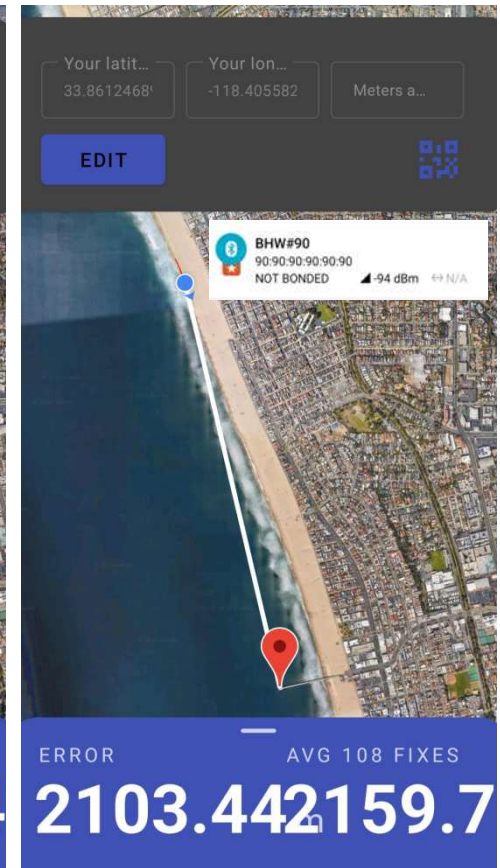 Your latit...
Your lon...
33.8612468
-118.405582
Meters a...
EDIT
BHW#90
90:90:90:90:90:90
NOT BONDED
-94 dBm
N/A
ERROR
AVG 108 FIXES
2103.44
2159.7